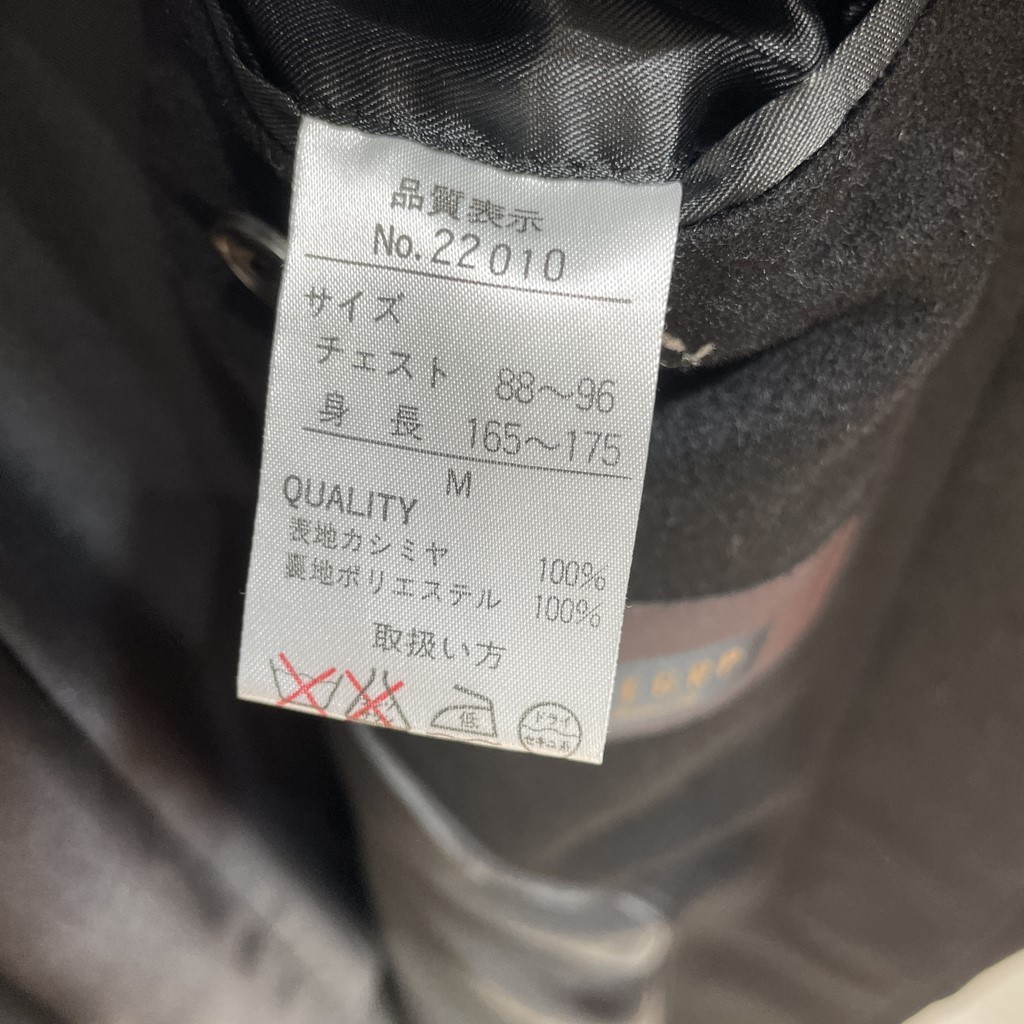 品質表示
No.22010
サイズ
チェスト 88〜96
身長 165〜175
M
QUALITY
表地カシミヤ 100%
裏地ポリエステル 100%
取扱い方
低
ドライ
セキユ系